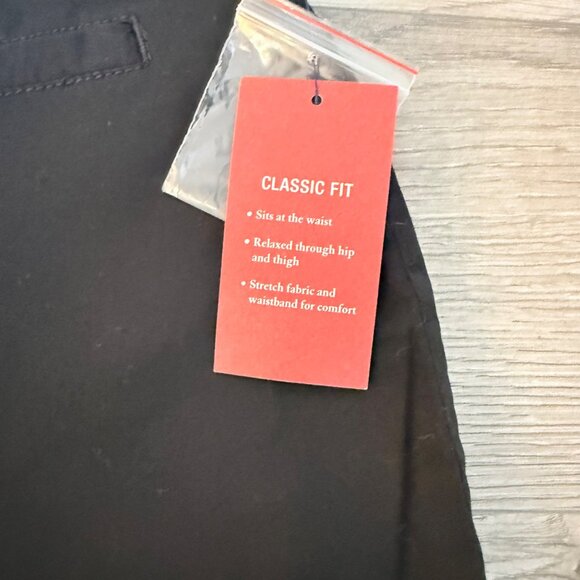 CLASSIC FIT
• Sits at the waist
• Relaxed through hip
and thigh
• Stretch fabric and
waistband for comfort